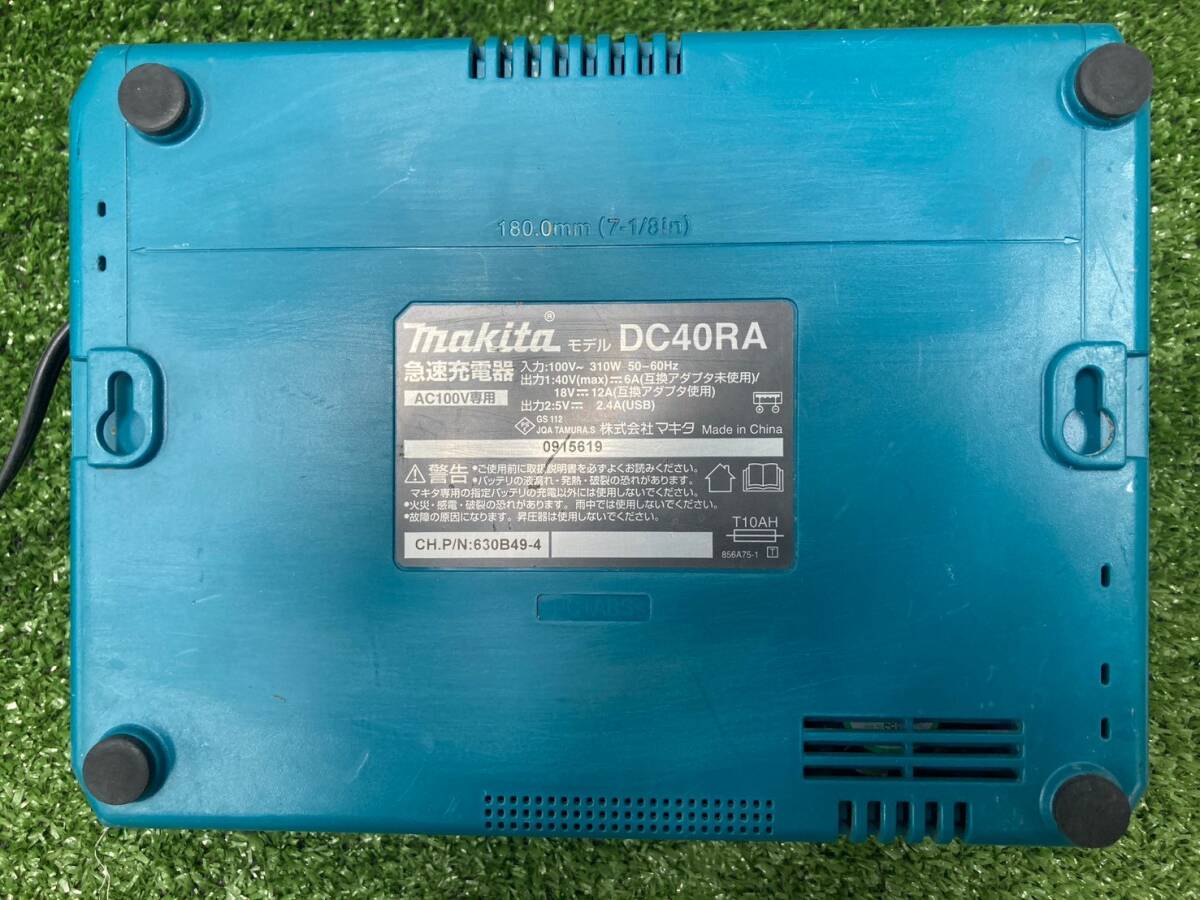 180.0mm (7-1/8in)
makita® モデル DC40RA
急速充電器
AC100V専用
入力:100V~ 310W 50-60Hz
出力1:40V(max)⎓6A(互換アダプタ未使用)/
18V⎓12A(互換アダプタ使用)
出力2:5V⎓ 2.4A(USB)
GS 112
JQA TAMURA.S 株式会社マキタ Made in China
0915619
⚠警告 *ご使用前に取扱説明書を必ずよくお読みください。
*バッテリの液漏れ・発熱・破裂の恐れがあります。
マキタ専用の指定バッテリの充電以外には使用しないでください。
*火災・感電・破裂の恐れがあります。雨中では使用しないでください。
*故障の原因になります。昇圧器は使用しないでください。
T10AH
CH.P/N:630B49-4
856A75-1 T